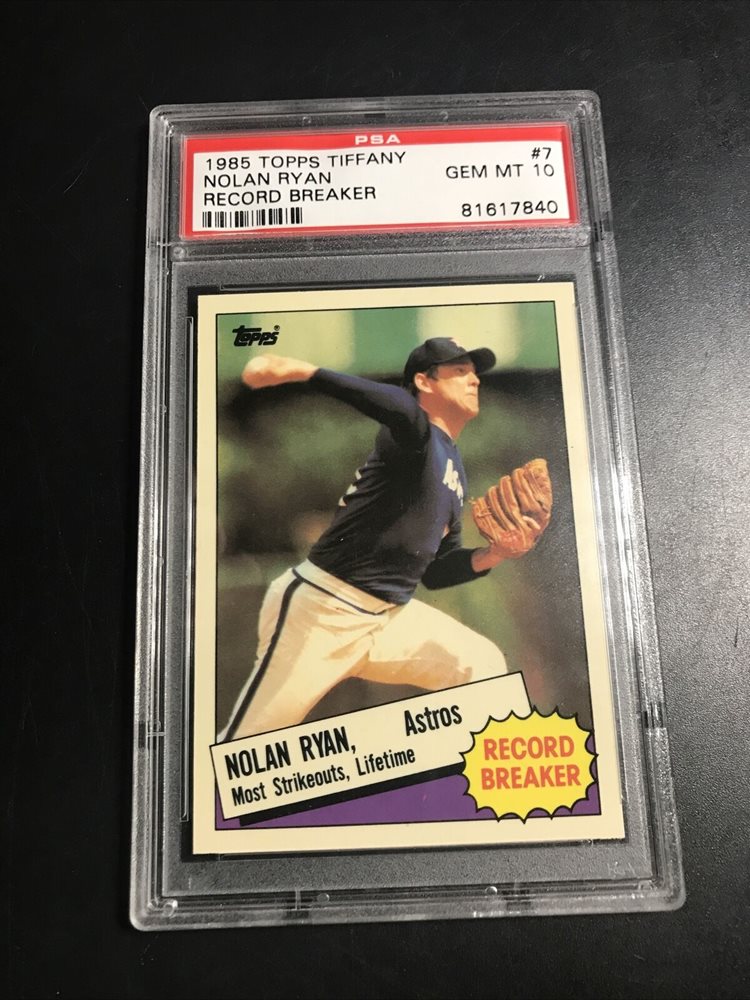 PSA
1985 TOPPS TIFFANY #7
NOLAN RYAN GEM MT 10
RECORD BREAKER
81617840
Topps®
NOLAN RYAN, Astros
Most Strikeouts, Lifetime
RECORD
BREAKER